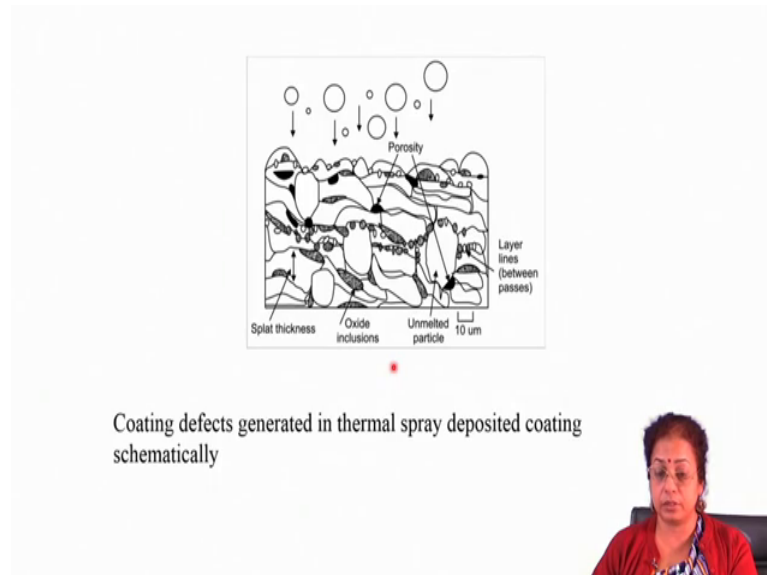 Porosity
Layer
lines
(between
passes)
Splat thickness
Oxide
inclusions
Unmelted
particle
10 um
Coating defects generated in thermal spray deposited coating
schematically